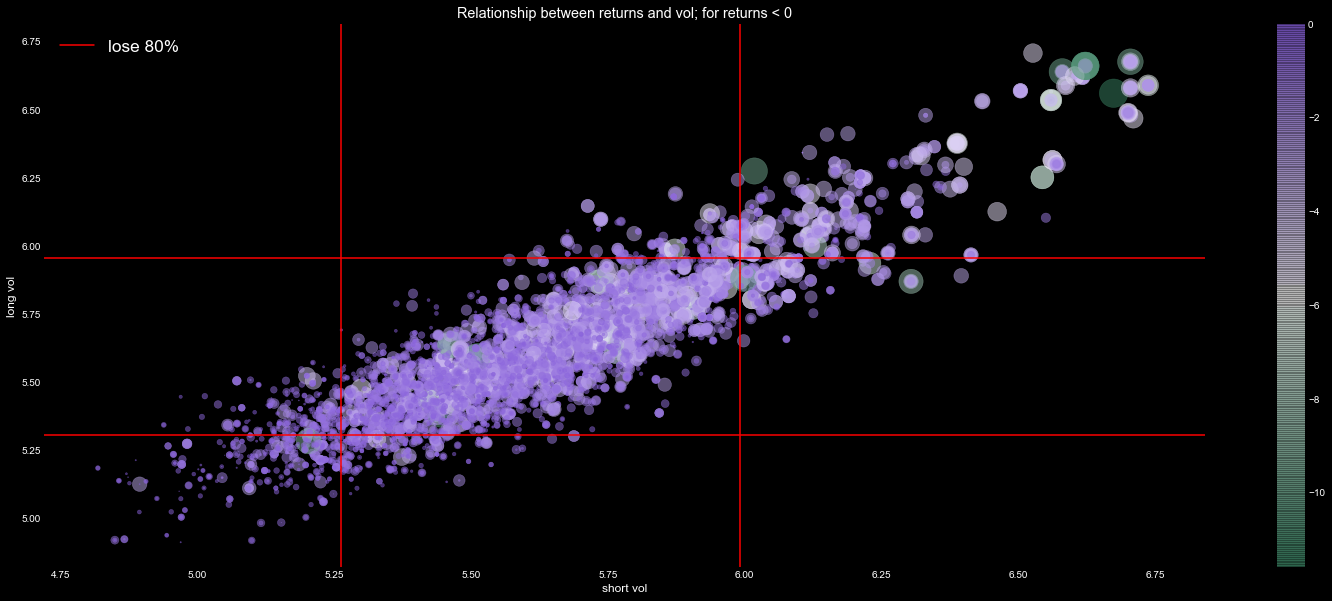 Relationship between returns and vol; for returns < 0
lose 80%
long vol
6.75
6.50
6.25
6.00
5.75
5.50
5.25
5.00
4.75 5.00 5.25 5.50 5.75 6.00 6.25 6.50 6.75
short vol
0
−2
−4
−6
−8
−10